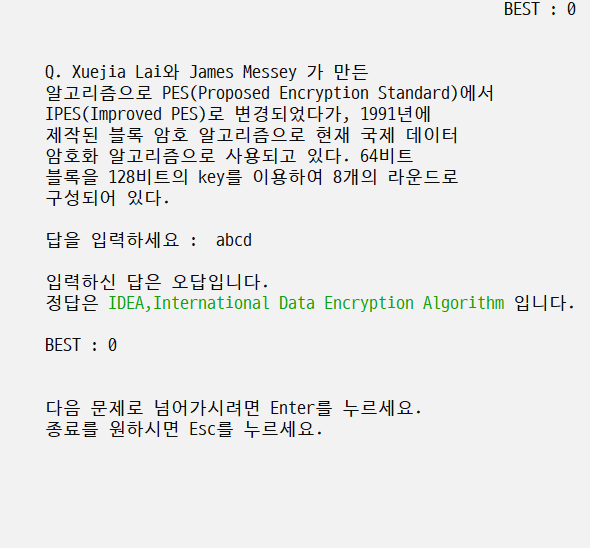 BEST : 0
Q. Xuejia Lai와 James Messey 가 만든
알고리즘으로 PES(Proposed Encryption Standard)에서
IPES(Improved PES)로 변경되었다가, 1991년에
제작된 블록 암호 알고리즘으로 현재 국제 데이터
암호화 알고리즘으로 사용되고 있다. 64비트
블록을 128비트의 key를 이용하여 8개의 라운드로
구성되어 있다.
답을 입력하세요 :  abcd
입력하신 답은 오답입니다.
정답은 IDEA,International Data Encryption Algorithm 입니다.
BEST : 0
다음 문제로 넘어가시려면 Enter를 누르세요.
종료를 원하시면 Esc를 누르세요.